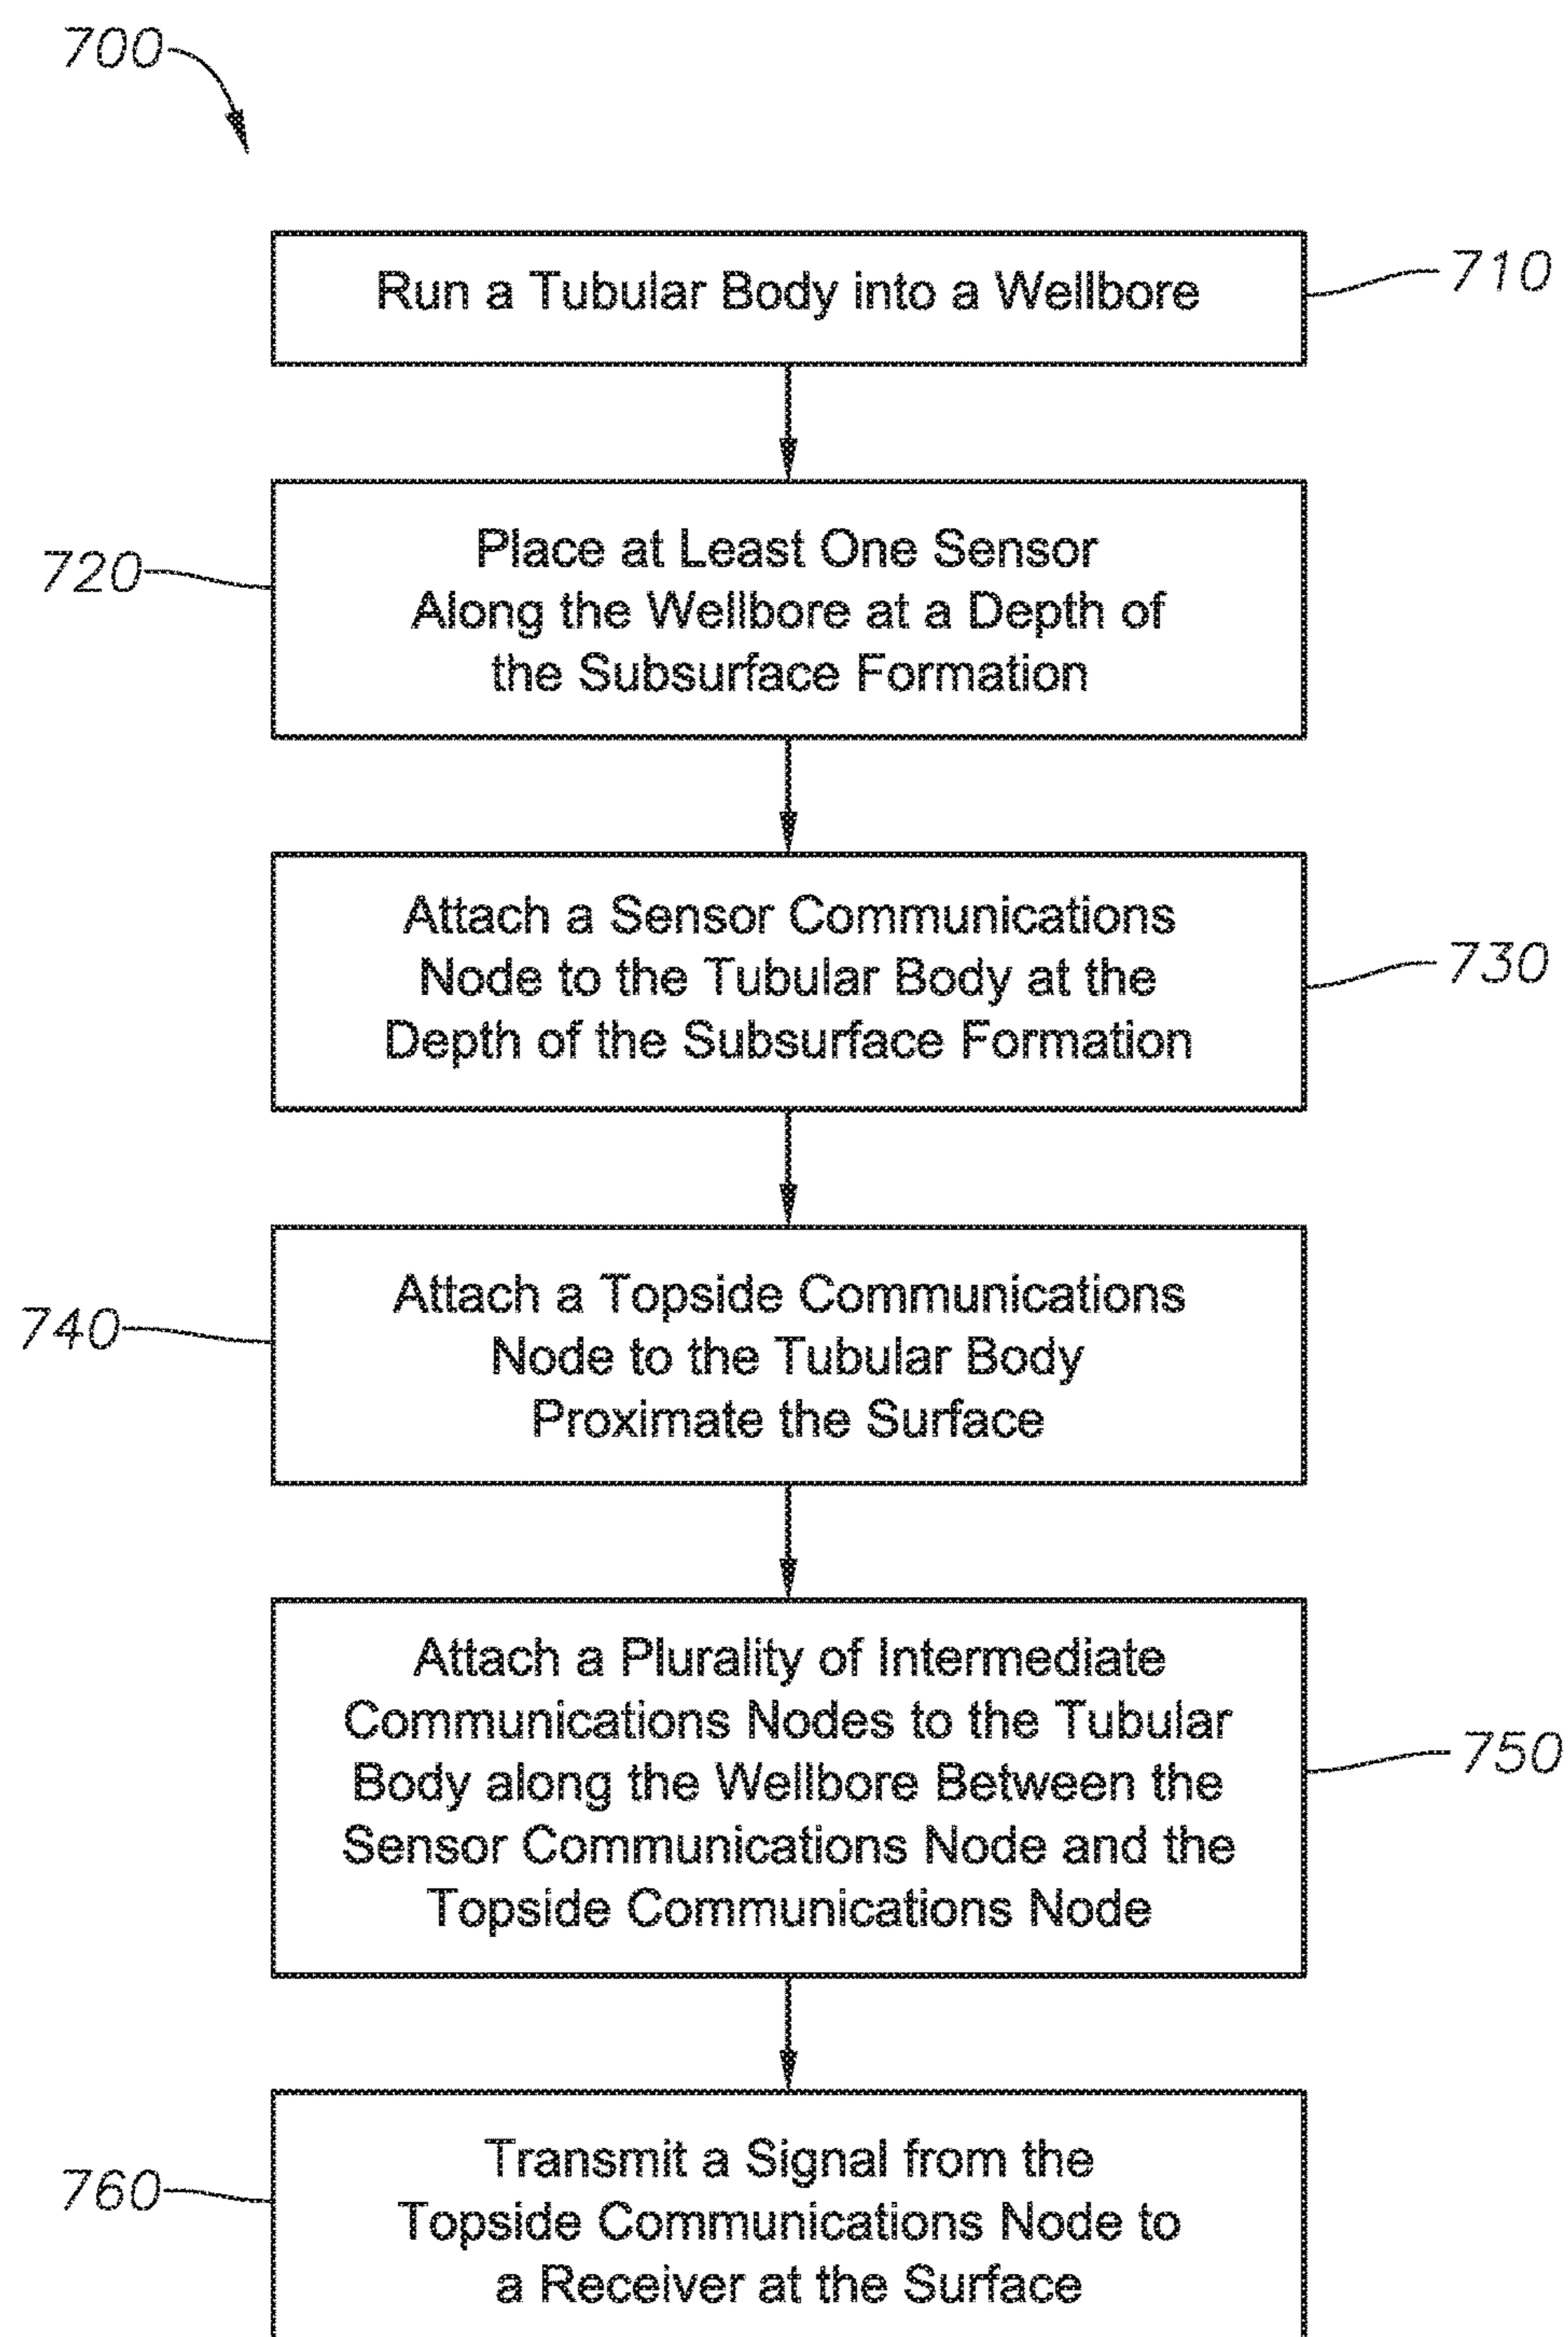 700
Run a Tubular Body into a Wellbore
710
720
Place at Least One Sensor
Along the Wellbore at a Depth of
the Subsurface Formation
Attach a Sensor Communications
Node to the Tubular Body at the
Depth of the Subsurface Formation
730
740
Attach a Topside Communications
Node to the Tubular Body
Proximate the Surface
Attach a Plurality of Intermediate
Communications Nodes to the Tubular
Body along the Wellbore Between the
Sensor Communications Node and the
Topside Communications Node
750
760
Transmit a Signal from the
Topside Communications Node to
a Receiver at the Surface